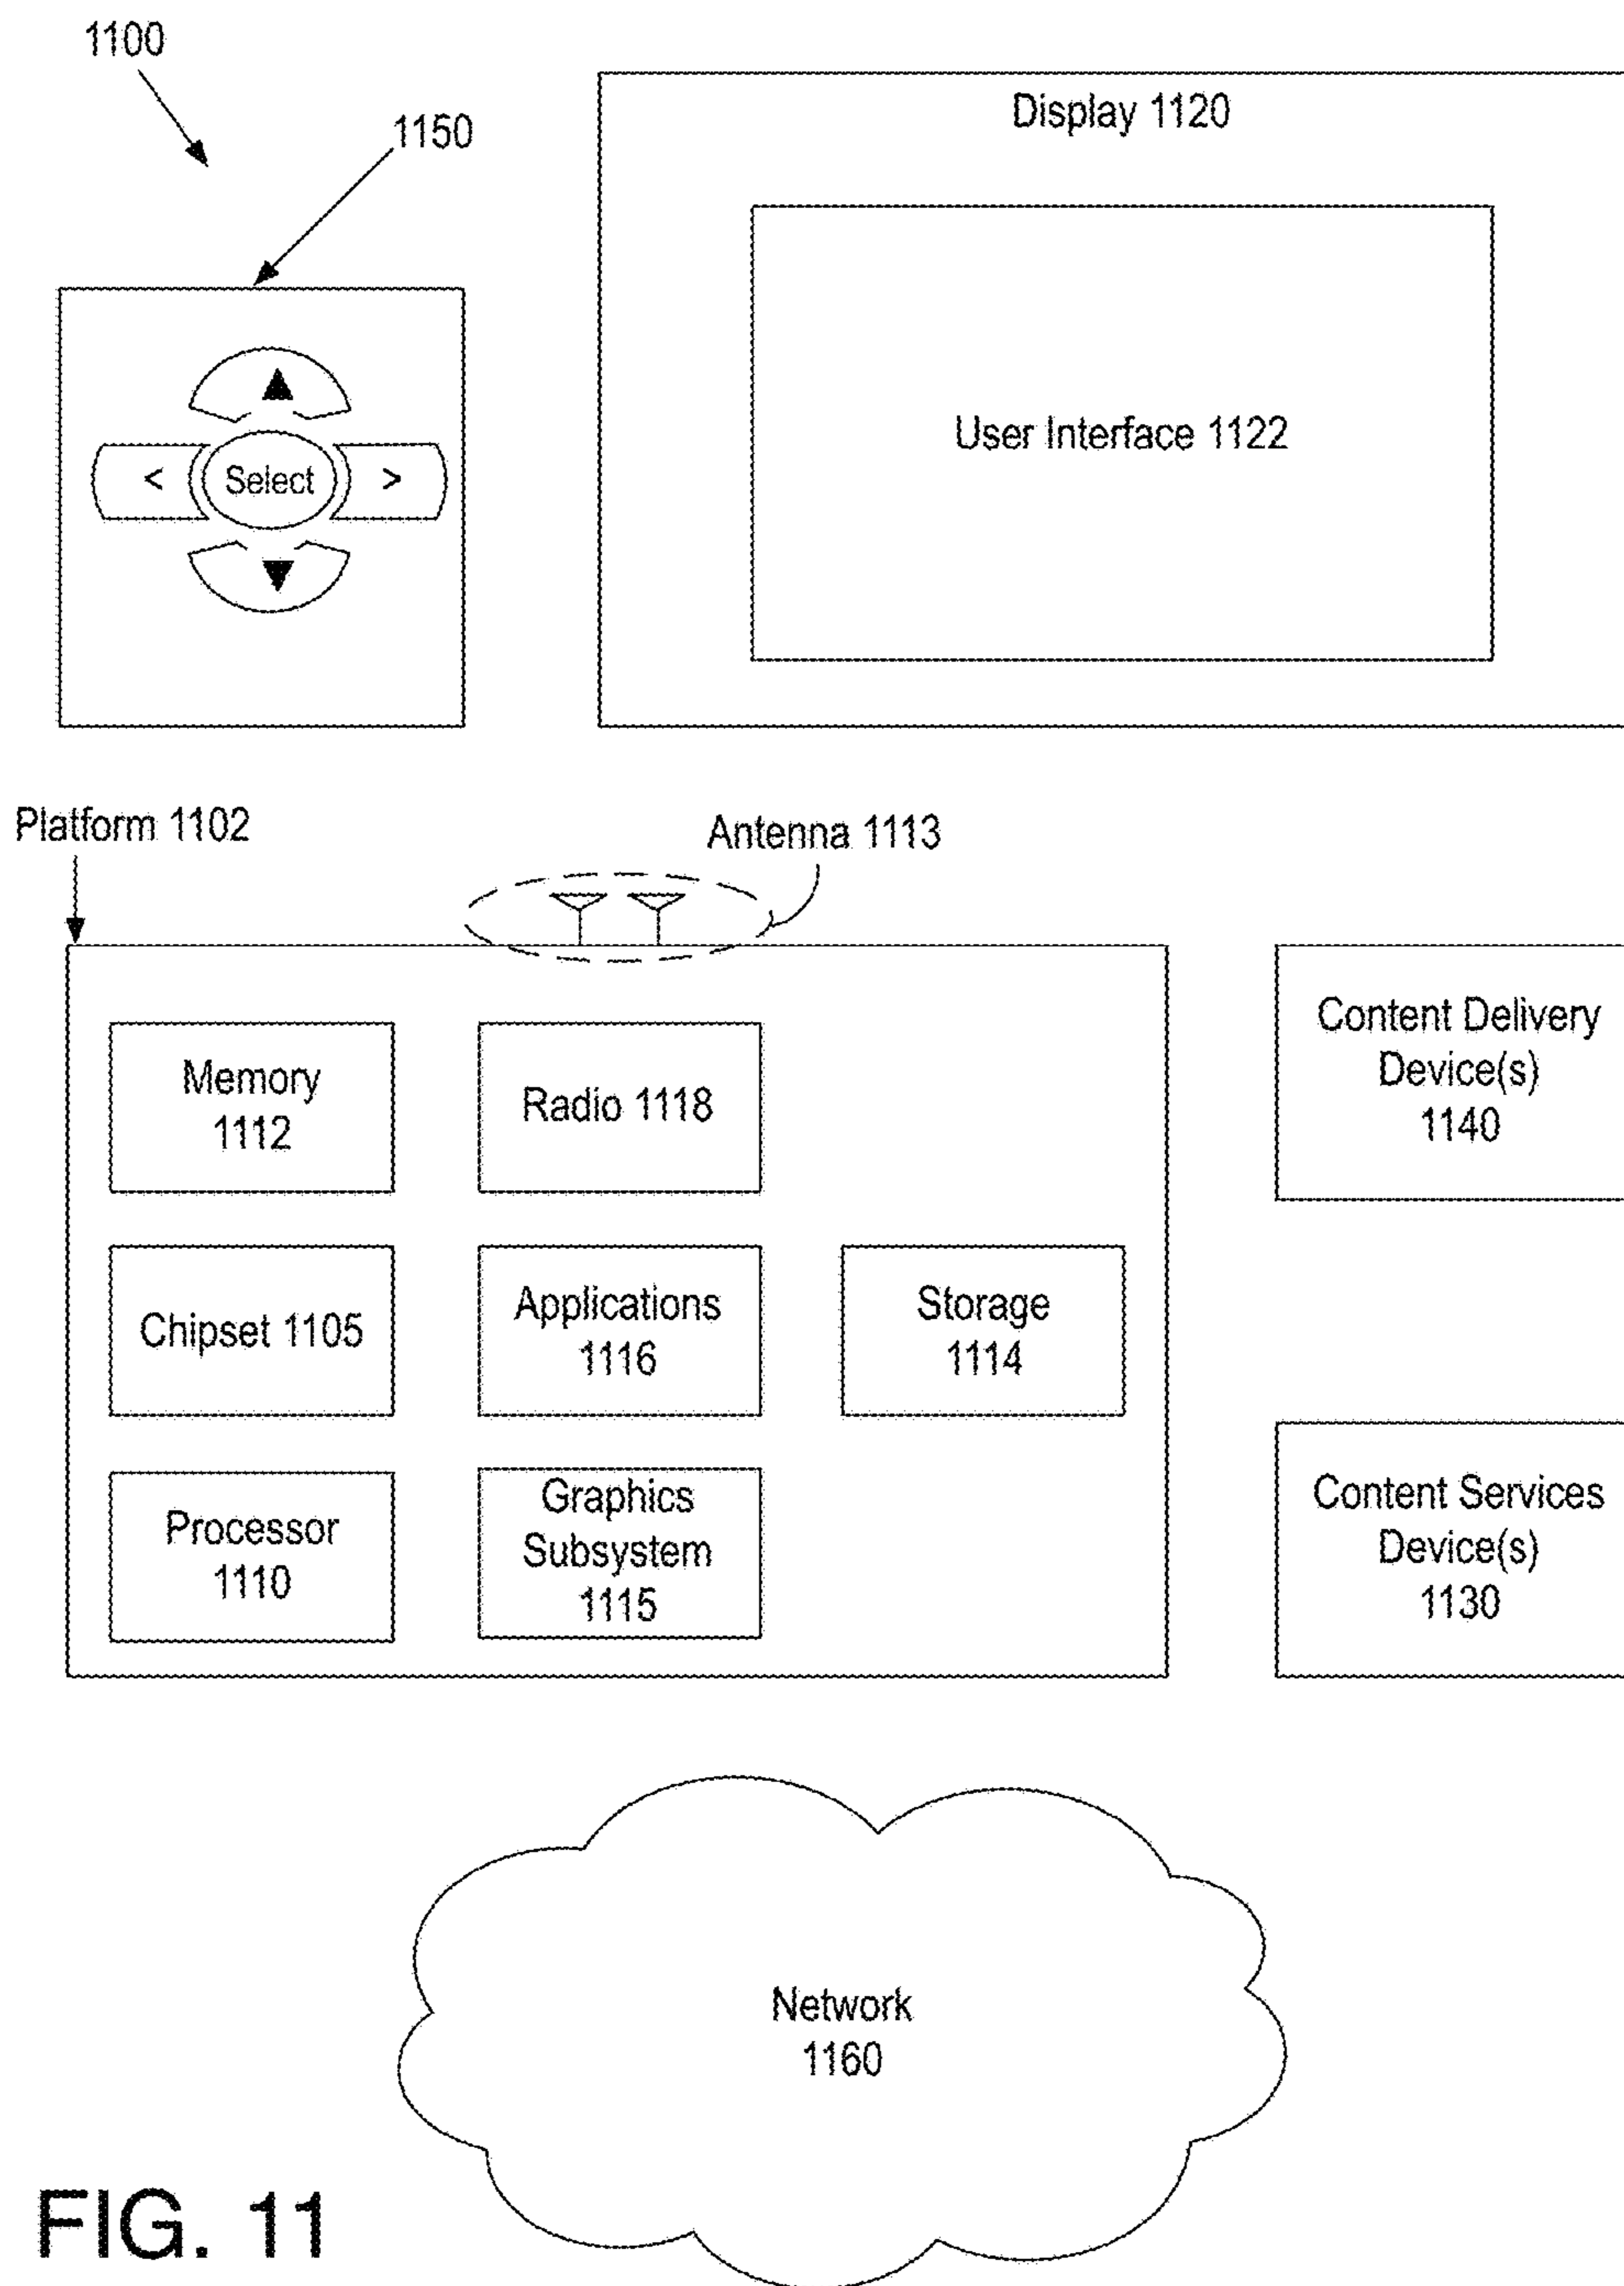 1100
1150
Display 1120
User Interface 1122
<
Select
>
Platform 1102
Antenna 1113
Memory
1112
Radio 1118
Content Delivery
Device(s)
1140
Chipset 1105
Applications
1116
Storage
1114
Processor
1110
Graphics
Subsystem
1115
Content Services
Device(s)
1130
Network
1160
FIG. 11